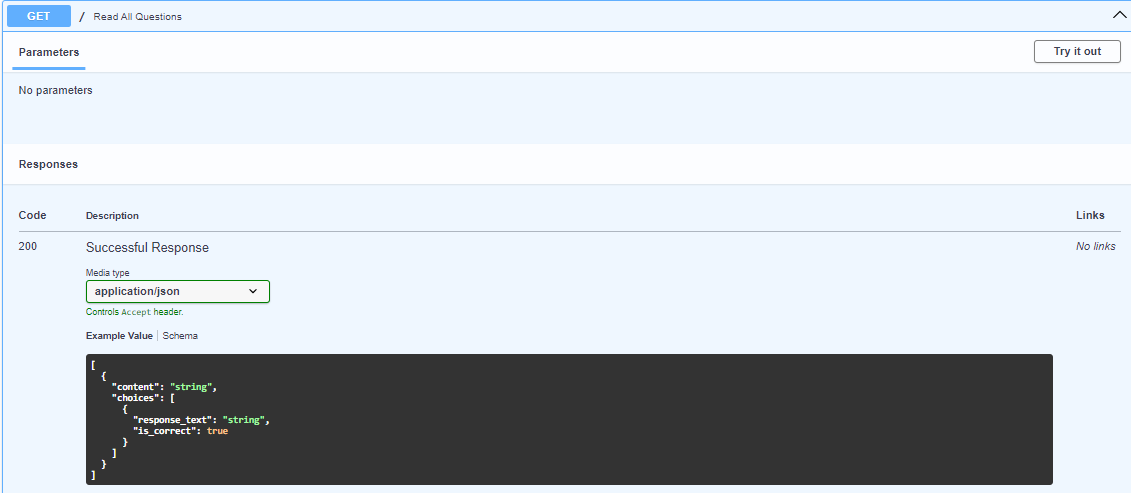 GET / Read All Questions
Parameters
Try it out
No parameters
Responses
Code Description Links
200 Successful Response No links
Media type
application/json
Controls Accept header.
Example Value Schema
[
  {
    "content": "string",
    "choices": [
      {
        "response_text": "string",
        "is_correct": true
      }
    ]
  }
]